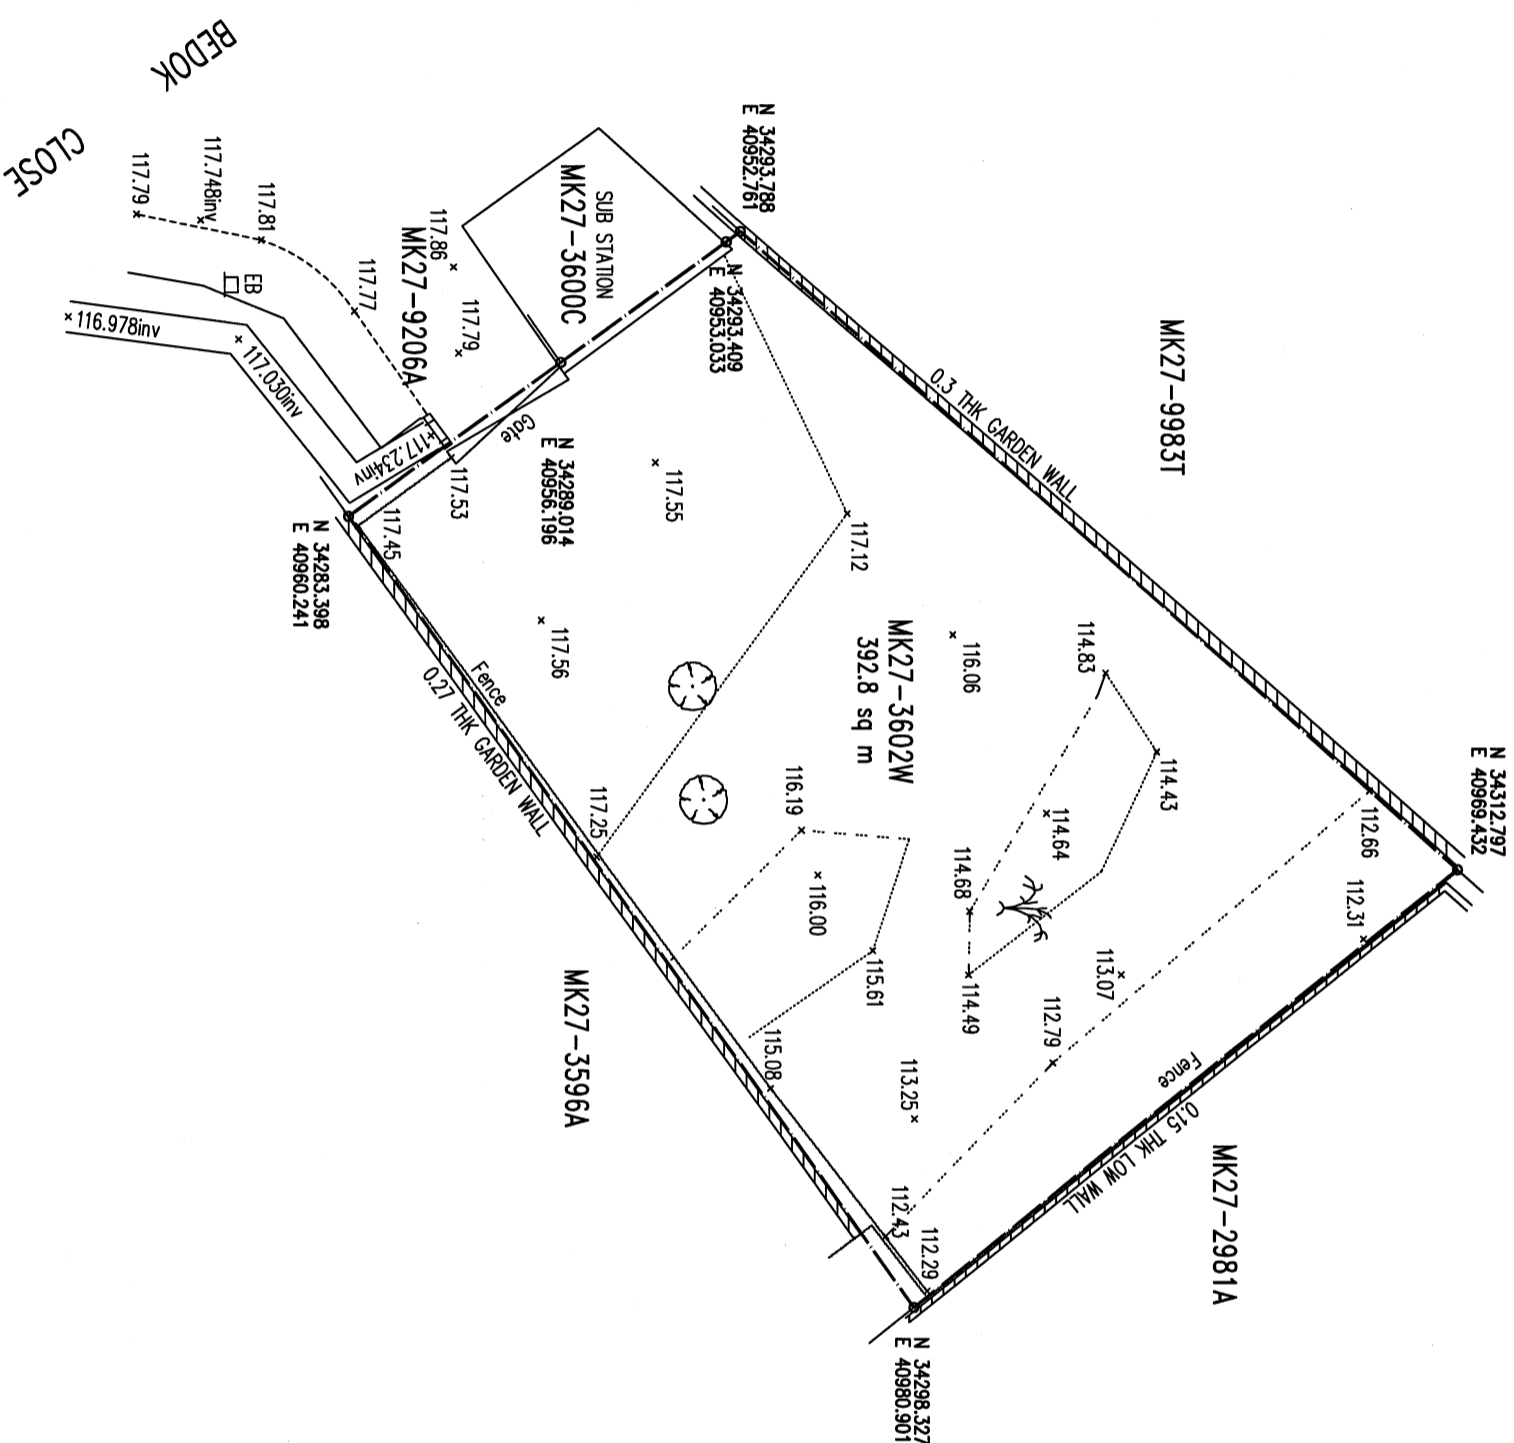 BEDOK
CLOSE
117.79
117.748inv
117.81
117.77
EB
116.978inv
117.030inv
+117.234inv
MK27-9206A
117.86
117.79
SUB STATION
MK27-3600C
N 34293.788
E 40952.761
N 34293.409
E 40953.033
Gate
N 34289.014
E 40956.196
117.53
117.45
N 34283.398
E 40960.241
117.55
117.56
117.12
MK27-9983T
0.3 THK GARDEN WALL
MK27-3602W
392.8 sq m
116.06
114.83
114.43
114.64
114.68
114.49
116.19
116.00
115.61
Fence
0.27 THK GARDEN WALL
117.25
115.08
MK27-3596A
113.25
113.07
112.79
112.66
112.31
N 34312.797
E 40969.432
Fence
0.15 THK LOW WALL
MK27-2981A
112.43
112.29
N 34298.327
E 40980.901